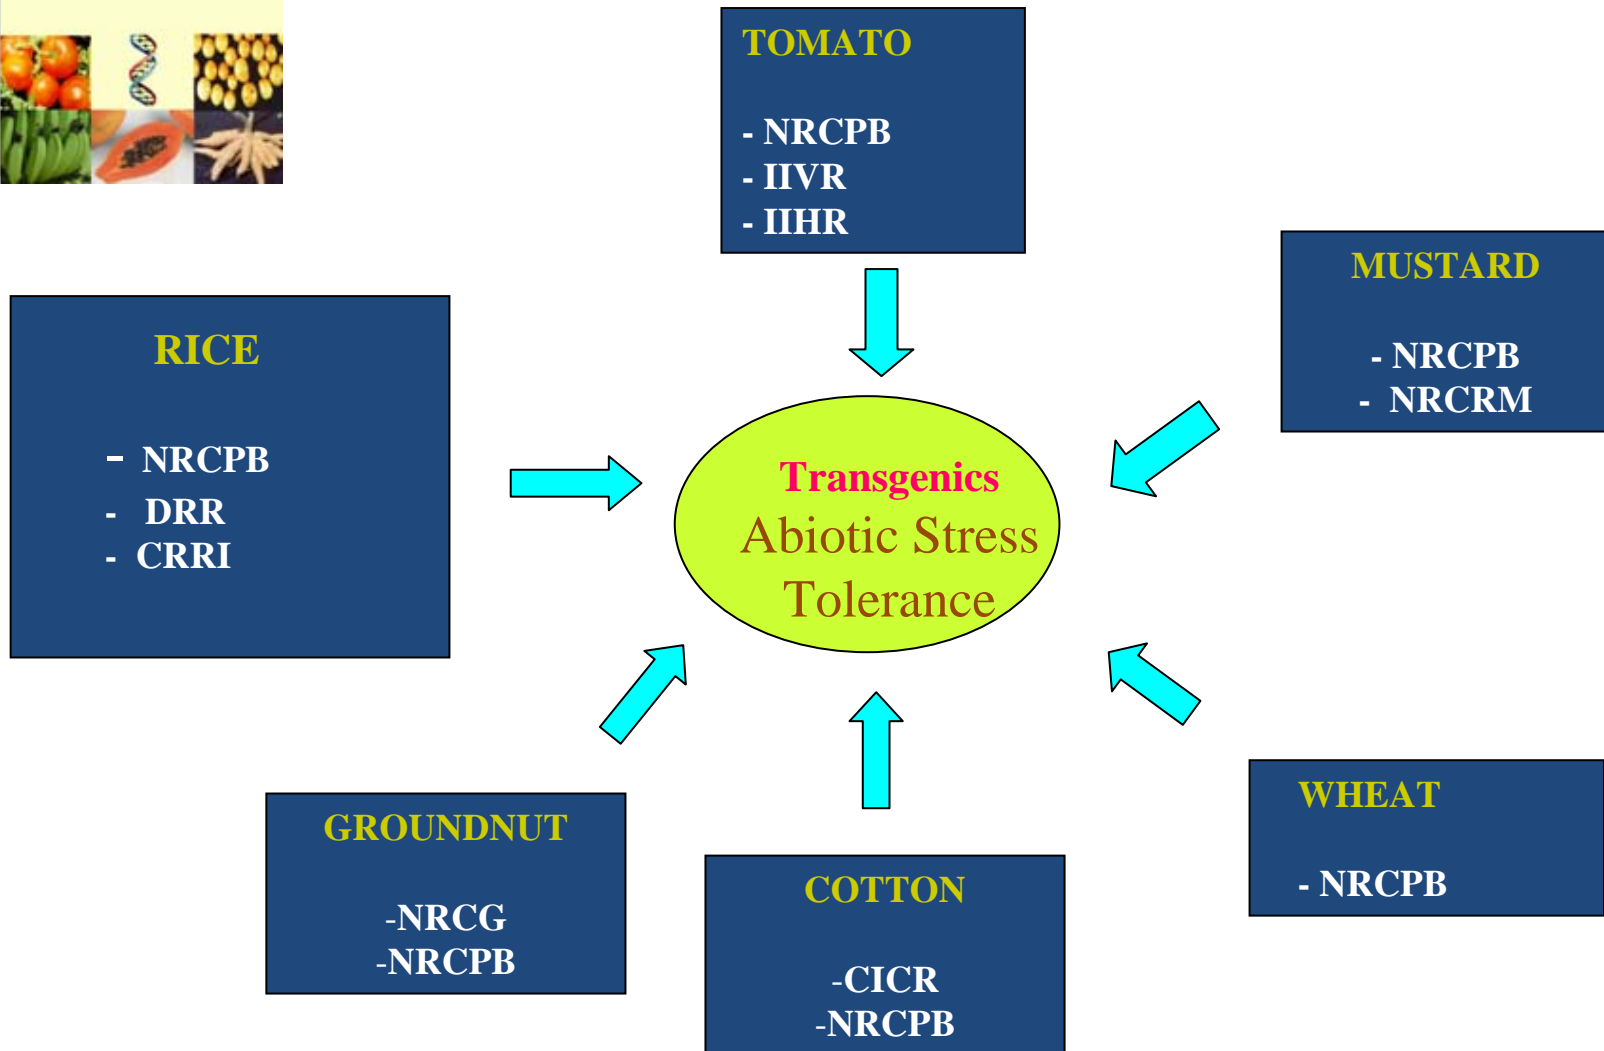 TOMATO
- NRCPB
- IIVR
- IIHR
MUSTARD
- NRCPB
- NRCRM
RICE
- NRCPB
- DRR
- CRRI
Transgenics
Abiotic Stress
Tolerance
WHEAT
- NRCPB
GROUNDNUT
-NRCG
-NRCPB
COTTON
-CICR
-NRCPB